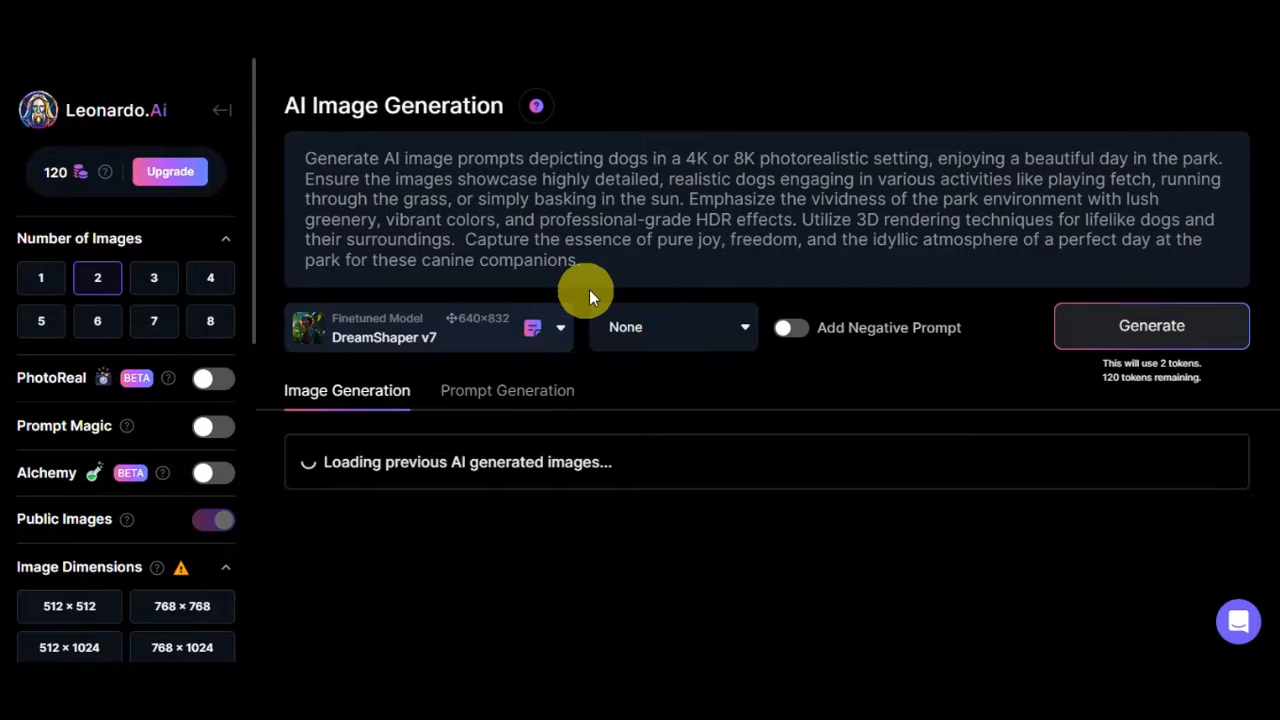 Leonardo.Ai
120
Upgrade
Number of Images
1 2 3 4
5 6 7 8
PhotoReal BETA
Prompt Magic
Alchemy BETA
Public Images
Image Dimensions
512 × 512 768 × 768
512 × 1024 768 × 1024
AI Image Generation ?
Generate AI image prompts depicting dogs in a 4K or 8K photorealistic setting, enjoying a beautiful day in the park.
Ensure the images showcase highly detailed, realistic dogs engaging in various activities like playing fetch, running
through the grass, or simply basking in the sun. Emphasize the vividness of the park environment with lush
greenery, vibrant colors, and professional-grade HDR effects. Utilize 3D rendering techniques for lifelike dogs and
their surroundings.  Capture the essence of pure joy, freedom, and the idyllic atmosphere of a perfect day at the
park for these canine companions.
Finetuned Model 640×832
DreamShaper v7
None
Add Negative Prompt
Generate
This will use 2 tokens.
120 tokens remaining.
Image Generation Prompt Generation
Loading previous AI generated images...